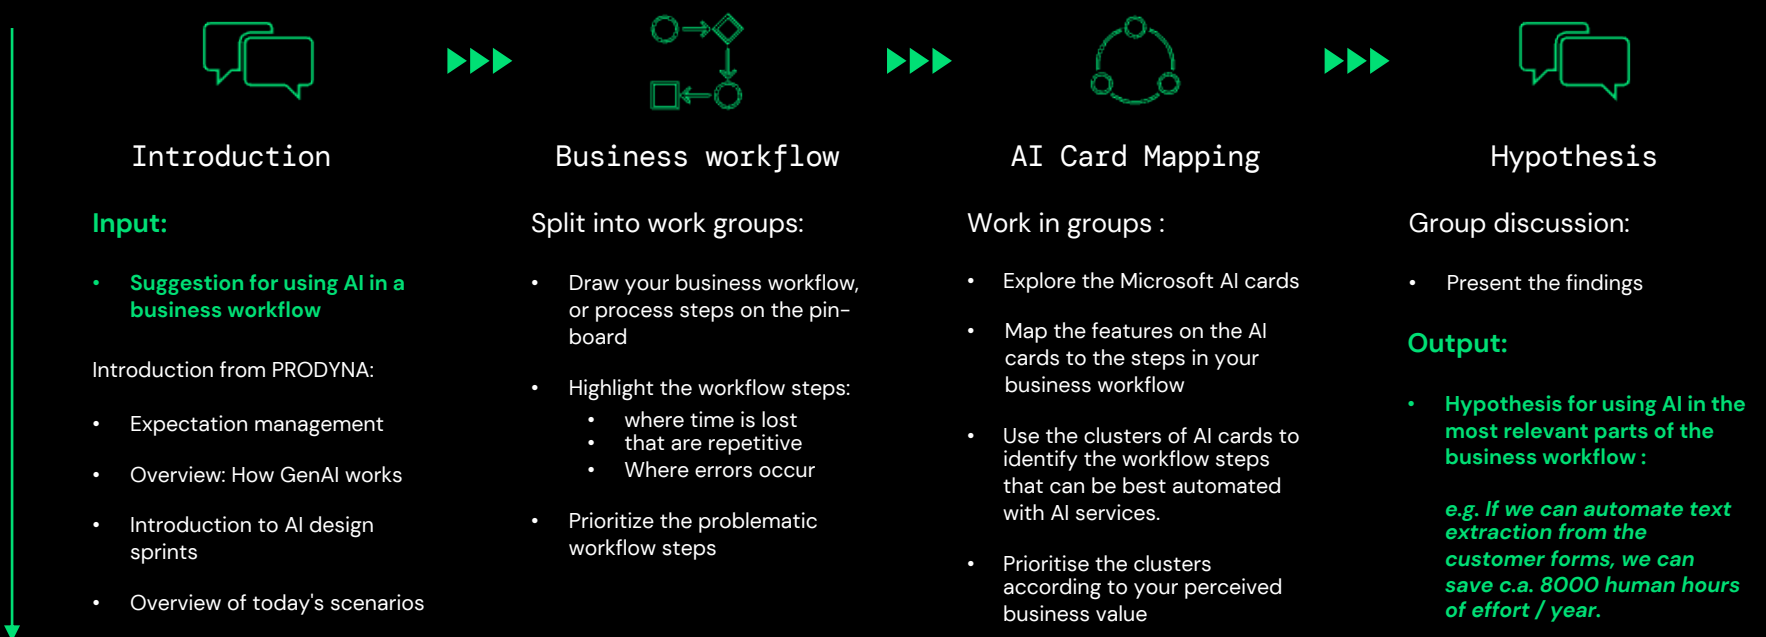 Introduction
Input:
• Suggestion for using AI in a
business workflow
Introduction from PRODYNA:
• Expectation management
• Overview: How GenAI works
• Introduction to AI design
sprints
• Overview of today's scenarios
Business workflow
Split into work groups:
• Draw your business workflow,
or process steps on the pin-
board
• Highlight the workflow steps:
• where time is lost
• that are repetitive
• Where errors occur
• Prioritize the problematic
workflow steps
AI Card Mapping
Work in groups :
• Explore the Microsoft AI cards
• Map the features on the AI
cards to the steps in your
business workflow
• Use the clusters of AI cards to
identify the workflow steps
that can be best automated
with AI services.
• Prioritise the clusters
according to your perceived
business value
Hypothesis
Group discussion:
• Present the findings
Output:
• Hypothesis for using AI in the
most relevant parts of the
business workflow :
e.g. If we can automate text
extraction from the
customer forms, we can
save c.a. 8000 human hours
of effort / year.